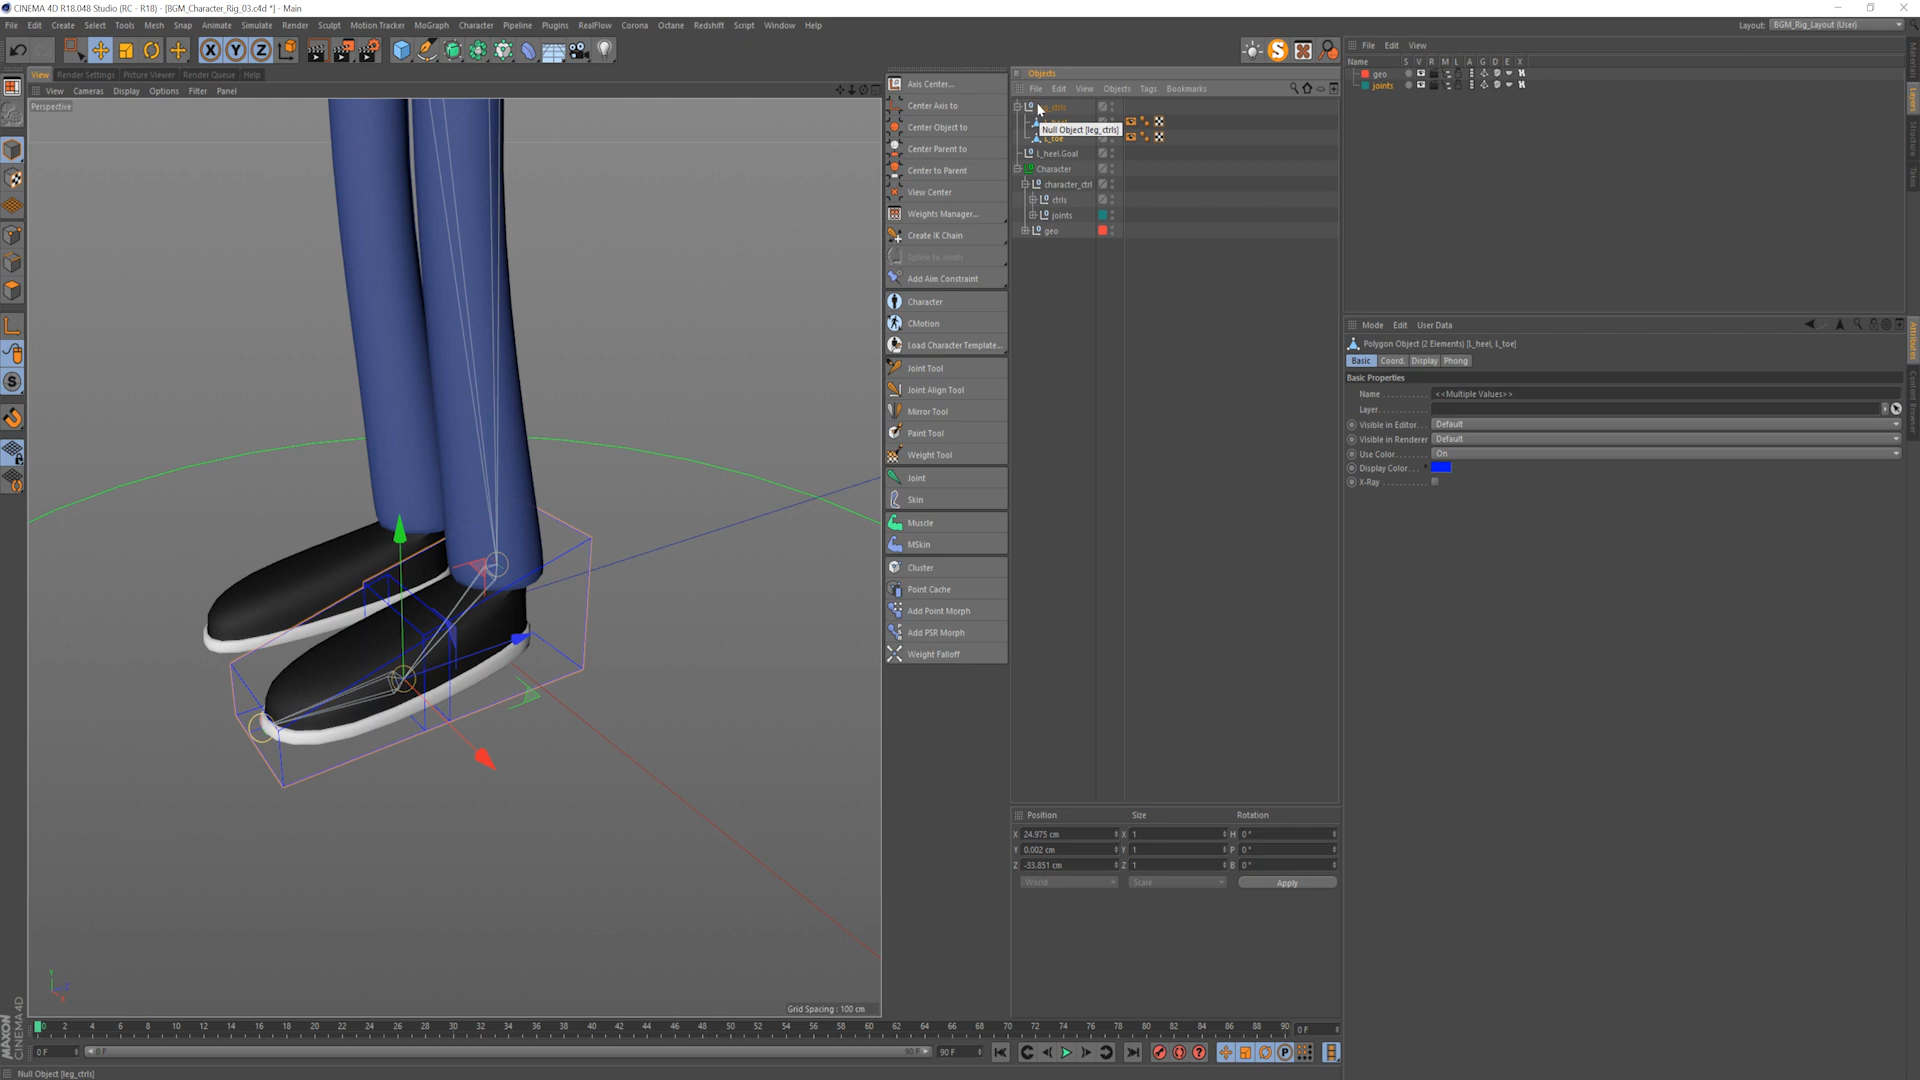 CINEMA 4D R18.048 Studio (RC - R18) - [BGM_Character_Rig_03.c4d *] - Main
File Edit Create Select Tools Mesh Snap Animate Simulate Render Sculpt Motion Tracker MoGraph Character Pipeline Plugins RealFlow Corona Octane Redshift Script Window Help
Layout: BGM_Rig_Layout (User)
View Render Settings Picture Viewer Render Queue Help
View Cameras Display Options Filter Panel
Perspective
Grid Spacing : 100 cm
Axis Center...
Center Axis to
Center Object to
Center Parent to
Center to Parent
View Center
Weights Manager...
Create IK Chain
Spline to Joints
Add Aim Constraint
Character
CMotion
Load Character Template...
Joint Tool
Joint Align Tool
Mirror Tool
Paint Tool
Weight Tool
Joint
Skin
Muscle
MSkin
Cluster
Point Cache
Add Point Morph
Add PSR Morph
Weight Falloff
Objects
File Edit View Objects Tags Bookmarks
Null Object [leg_ctrls]
L_toe
L_heel.Goal
Character
character_ctrl
ctrls
joints
geo
Position Size Rotation
X 24.975 cm X 1 H 0 °
Y 0.002 cm Y 1 P 0 °
Z -33.851 cm Z 1 B 0 °
World Scale Apply
File Edit View
Name S V R M L A G D E X
geo
joints
Mode Edit User Data
Polygon Object (2 Elements) [L_heel, L_toe]
Basic Coord. Display Phong
Basic Properties
Name <<Multiple Values>>
Layer
Visible in Editor Default
Visible in Renderer Default
Use Color On
Display Color
X-Ray
Materials
Layers
Structure
Takes
Attributes
Content Browser
0 2 4 6 8 10 12 14 16 18 20 22 24 26 28 30 32 34 36 38 40 42 44 46 48 50 52 54 56 58 60 62 64 66 68 70 72 74 76 78 80 82 84 86 88 90 0 F
0 F 0 F 90 F 90 F
MAXON CINEMA 4D
Null Object [leg_ctrls]